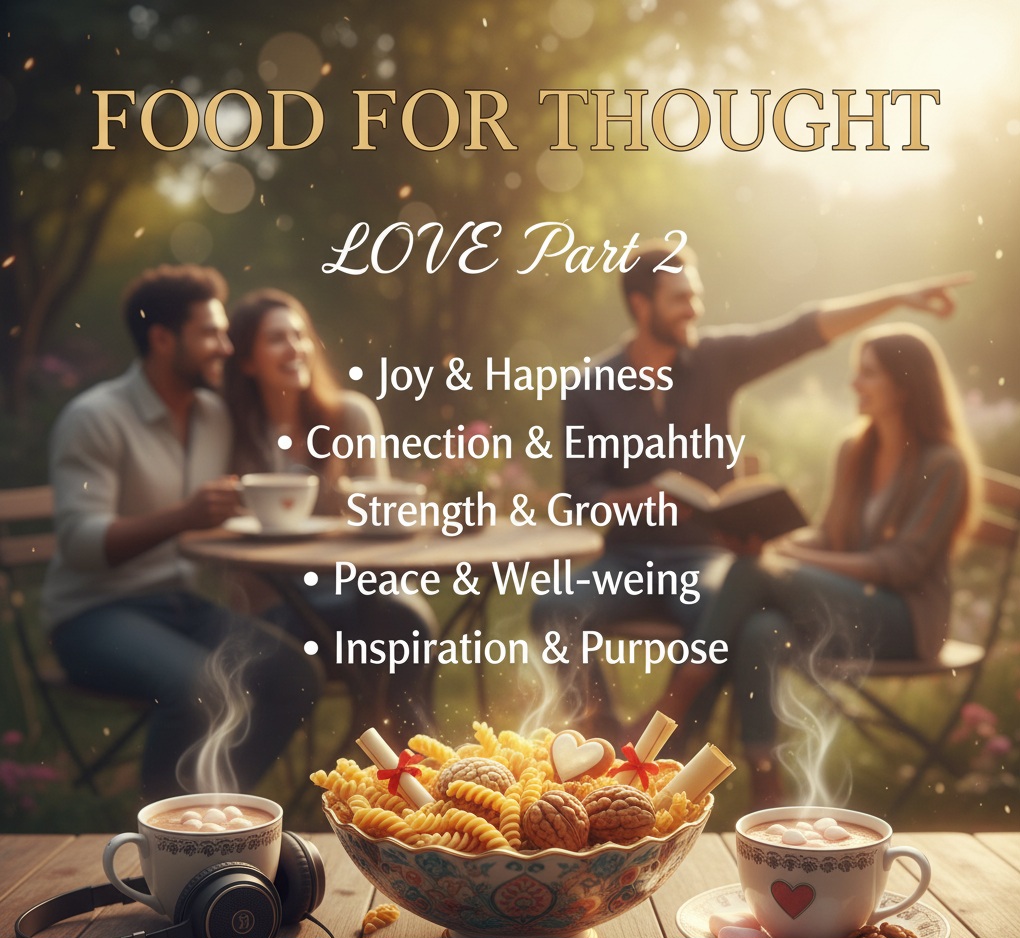 FOOD FOR THOUGHT
LOVE Part 2
• Joy & Happiness
• Connection & Empahthy
Strength & Growth
• Peace & Well-weing
• Inspiration & Purpose